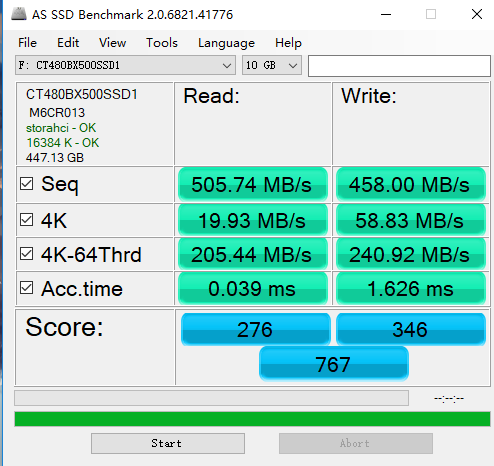 AS SSD Benchmark 2.0.6821.41776
File Edit View Tools Language Help
F: CT480BX500SSD1 10 GB
CT480BX500SSD1
M6CR013
storahci - OK
16384 K - OK
447.13 GB
Read: Write:
Seq 505.74 MB/s 458.00 MB/s
4K 19.93 MB/s 58.83 MB/s
4K-64Thrd 205.44 MB/s 240.92 MB/s
Acc.time 0.039 ms 1.626 ms
Score: 276 346
767
--:--:--
Start Abort